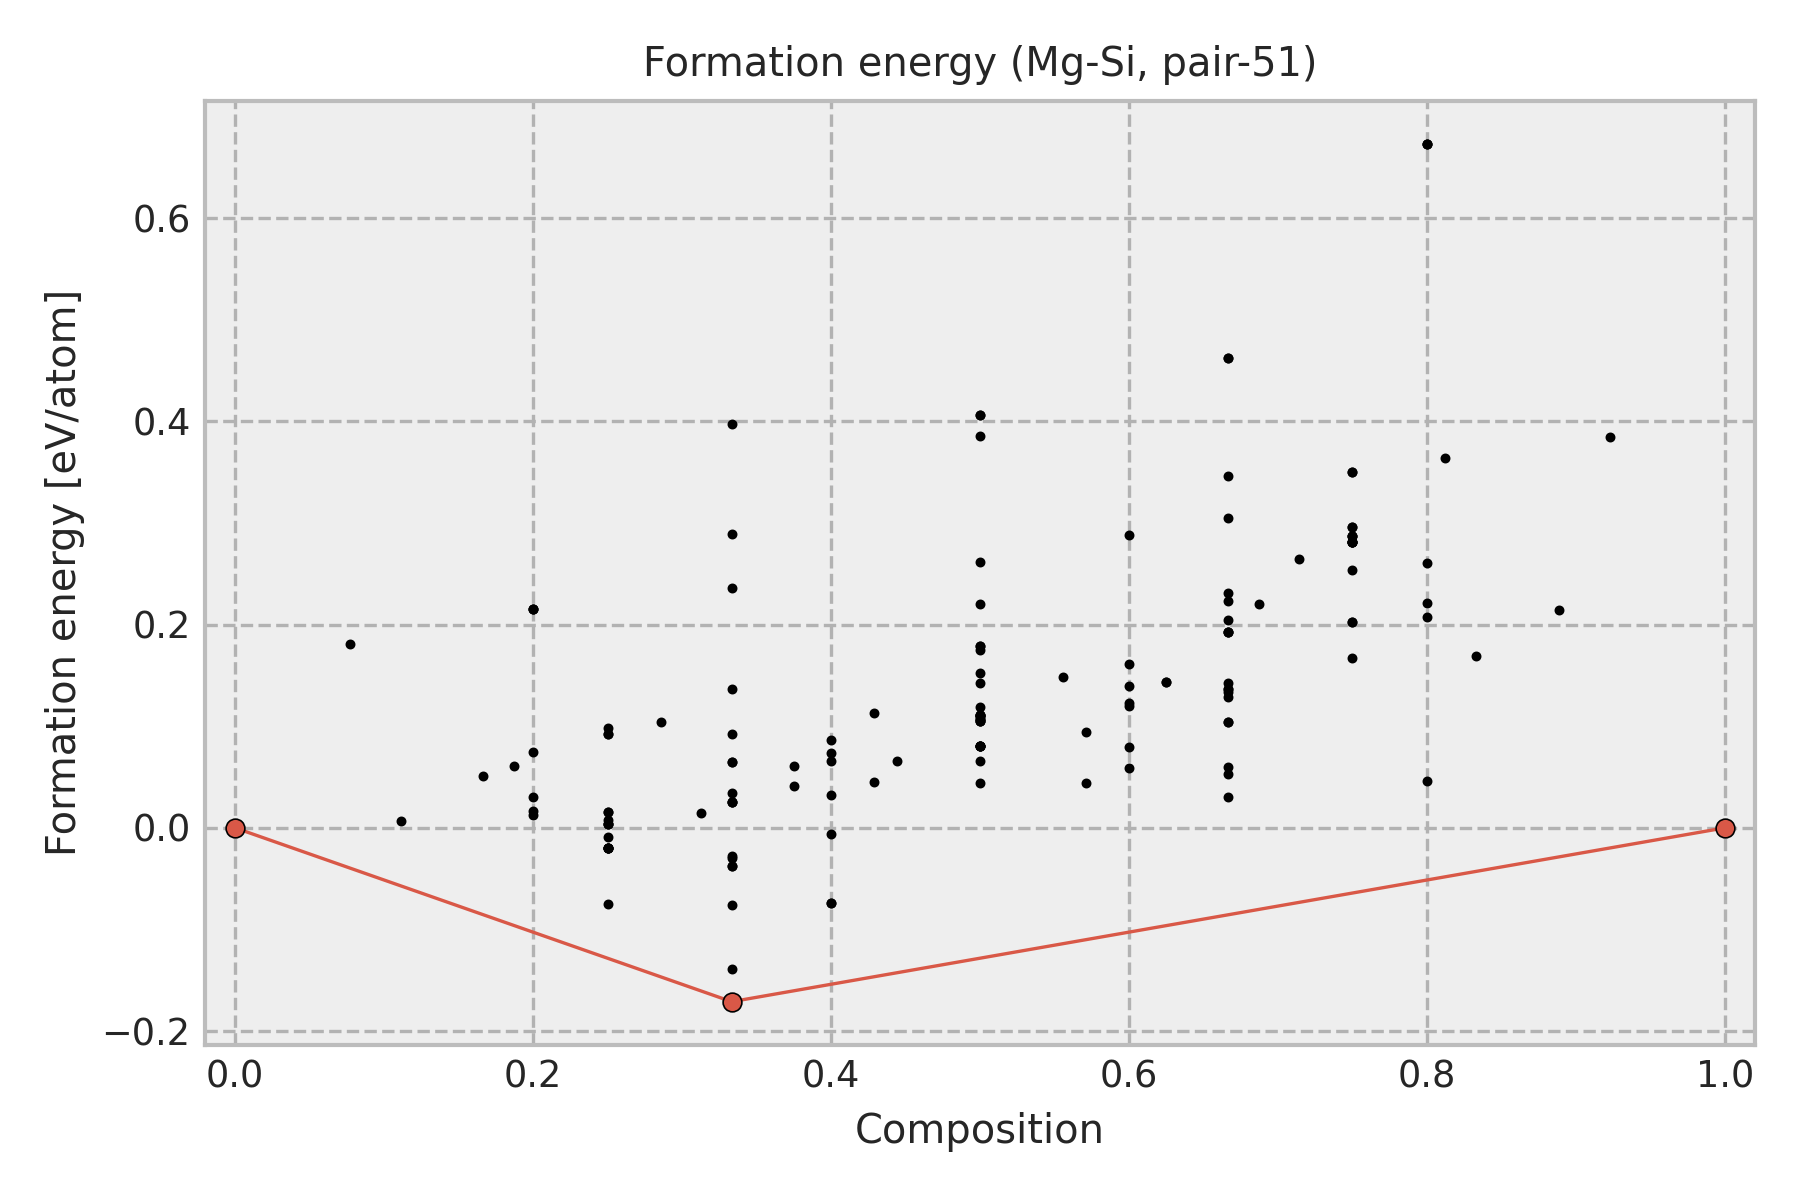 Formation energy (Mg-Si, pair-51)
Formation energy [eV/atom]
0.6
0.4
0.2
0.0
−0.2
0.0 0.2 0.4 0.6 0.8 1.0
Composition